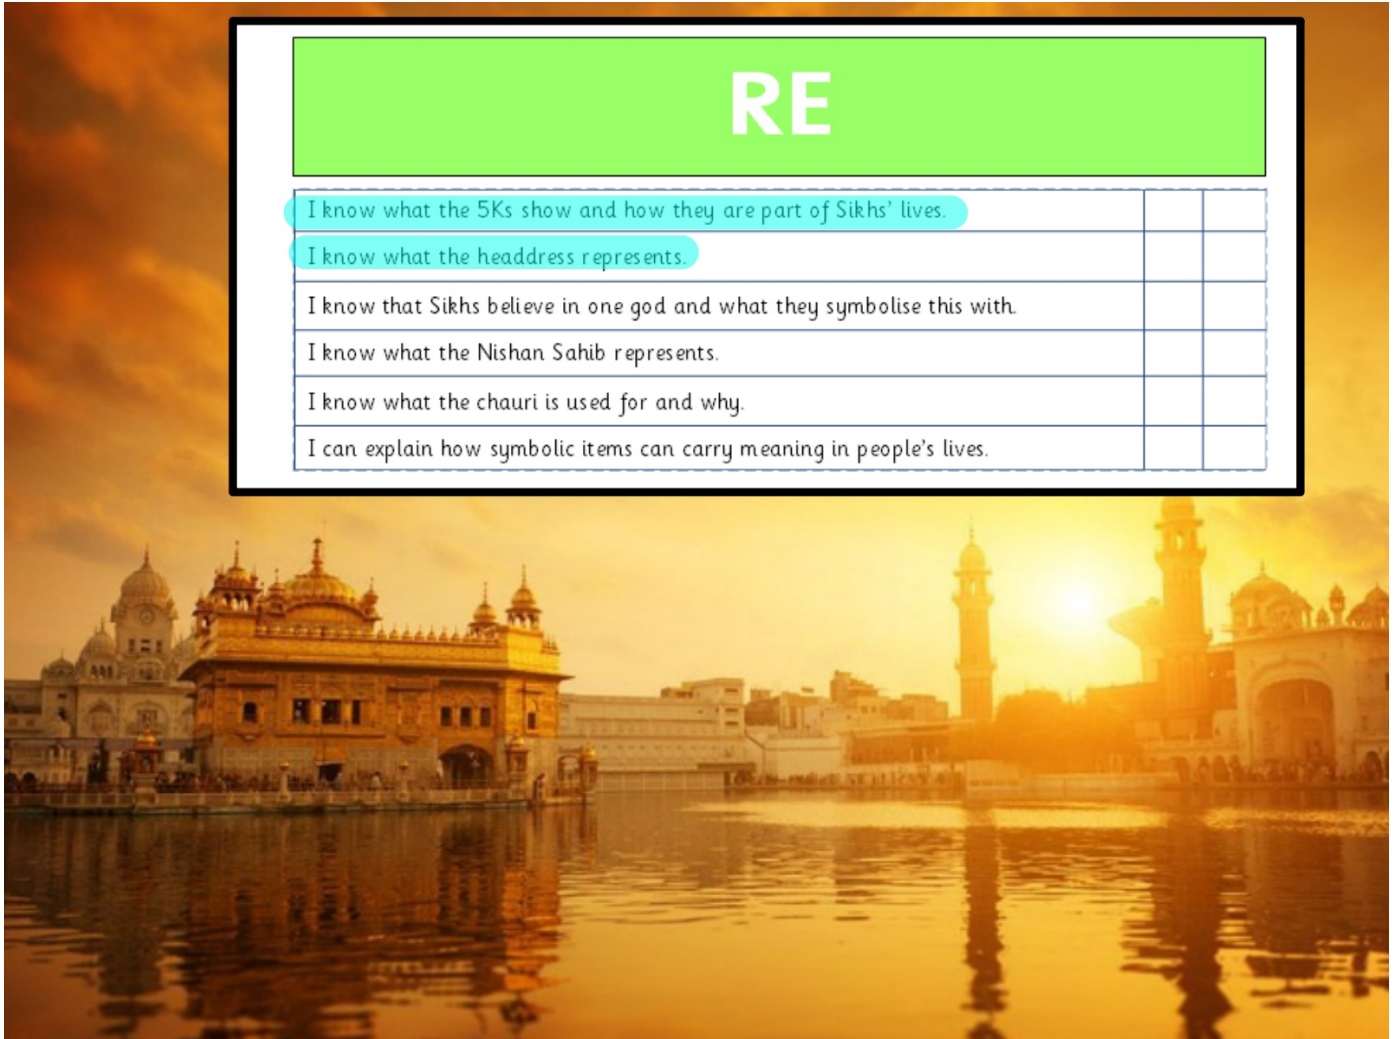 RE
I know what the 5Ks show and how they are part of Sikhs’ lives.
I know what the headdress represents.
I know that Sikhs believe in one god and what they symbolise this with.
I know what the Nishan Sahib represents.
I know what the chauri is used for and why.
I can explain how symbolic items can carry meaning in people’s lives.